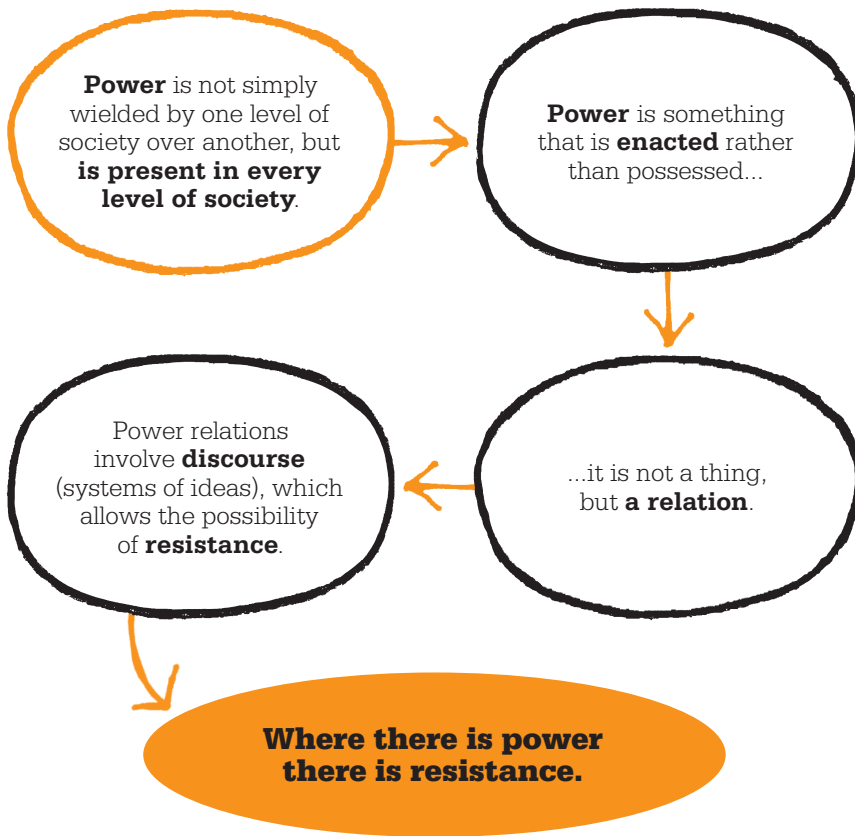 Power is not simply
wielded by one level of
society over another, but
is present in every
level of society.
Power is something
that is enacted rather
than possessed...
...it is not a thing,
but a relation.
Power relations
involve discourse
(systems of ideas), which
allows the possibility
of resistance.
Where there is power
there is resistance.